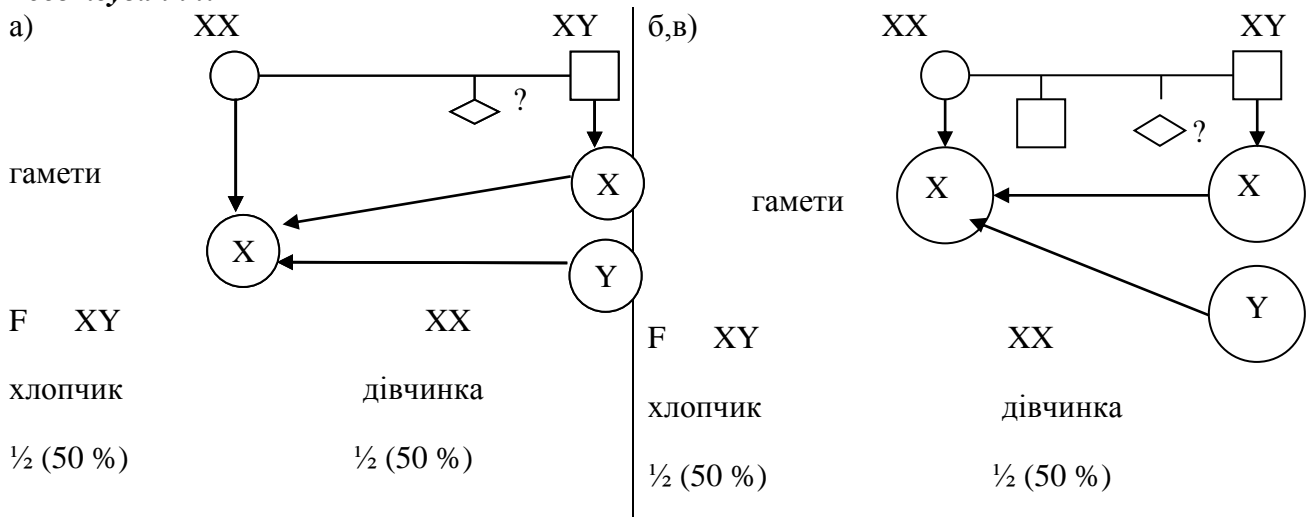 а) XX XY
?
гамети
X
X
Y
F XY XX
хлопчик дівчинка
½ (50 %) ½ (50 %)
б,в) XX XY
?
гамети
X X
Y
F XY XX
хлопчик дівчинка
½ (50 %) ½ (50 %)